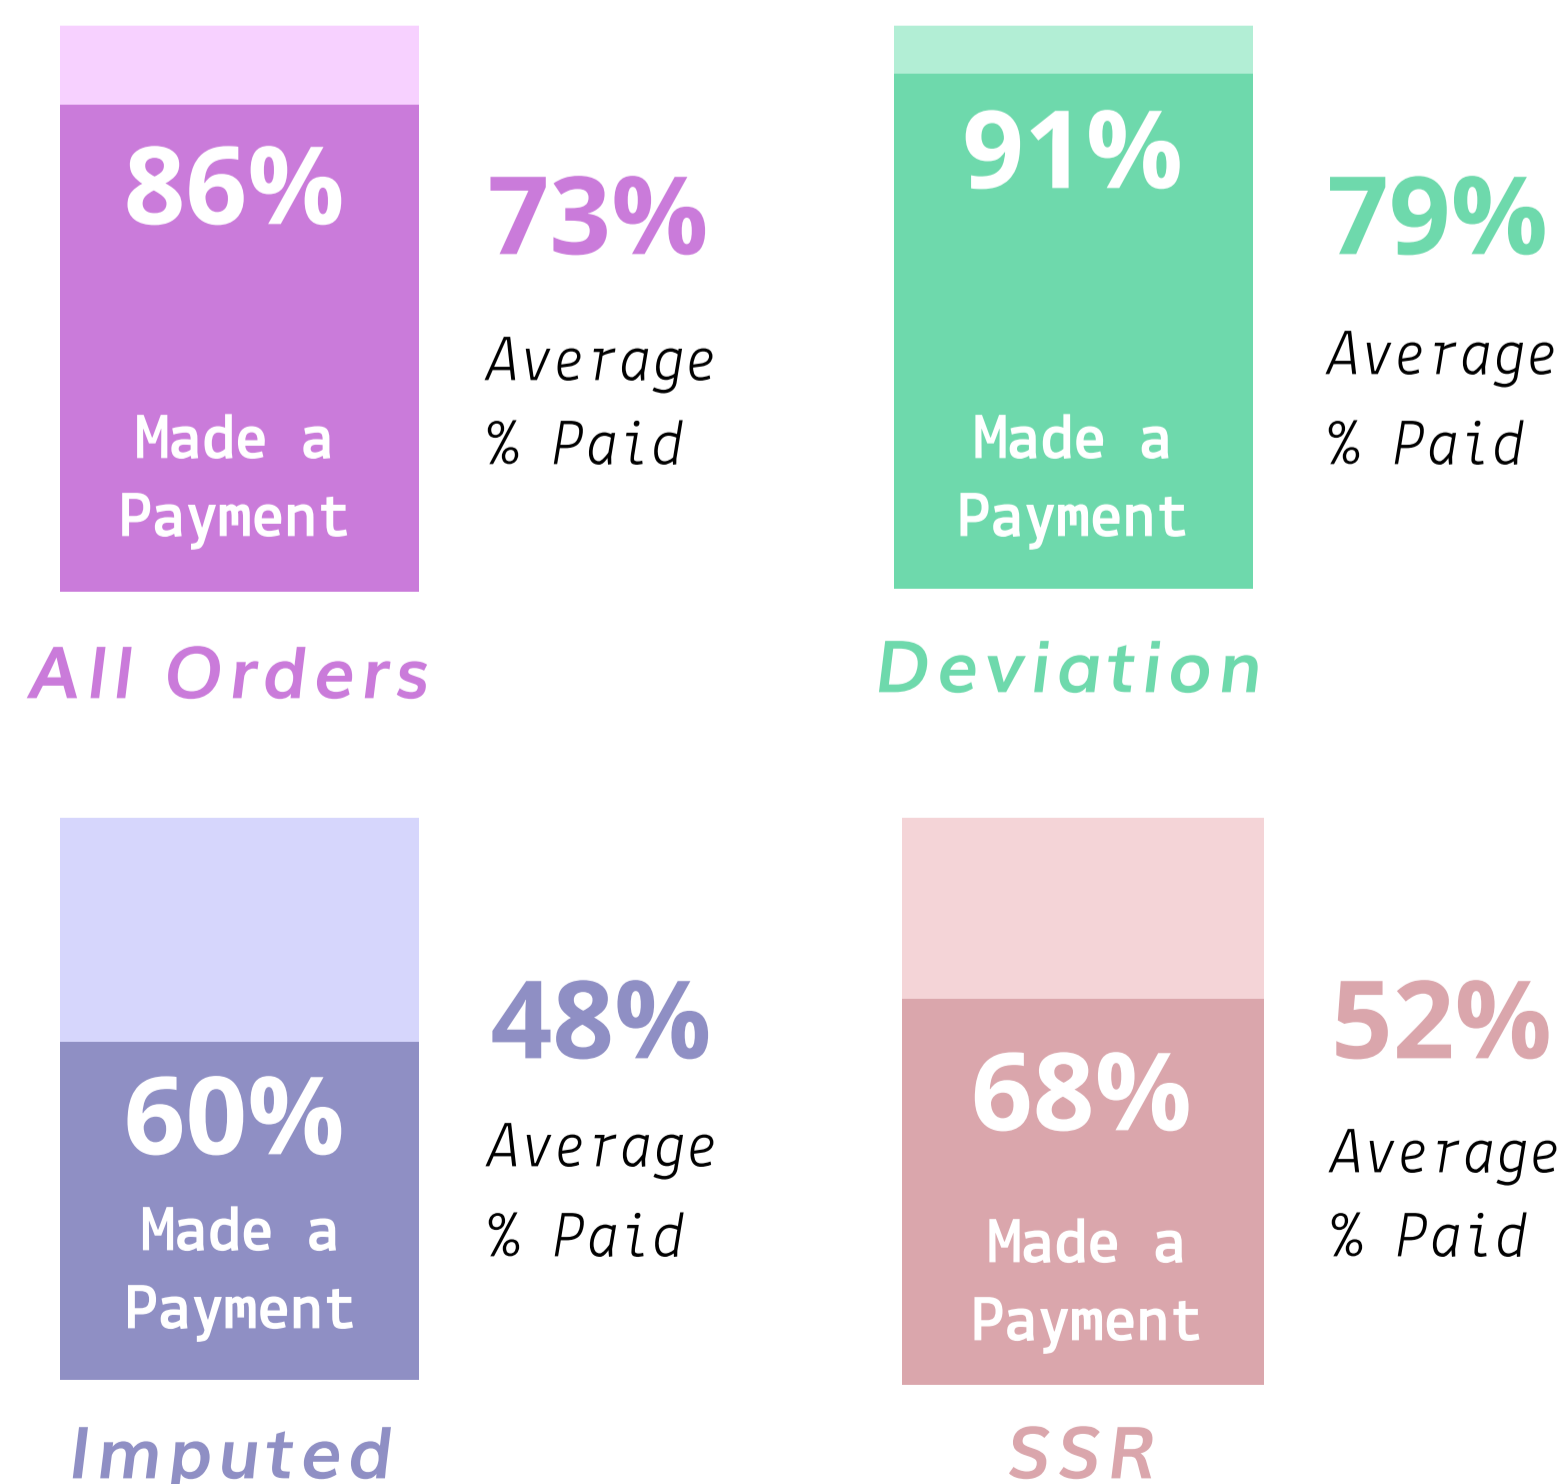 86%
Made a
Payment
73%
Average
% Paid
All Orders
91%
Made a
Payment
79%
Average
% Paid
Deviation
60%
Made a
Payment
48%
Average
% Paid
Imputed
68%
Made a
Payment
52%
Average
% Paid
SSR